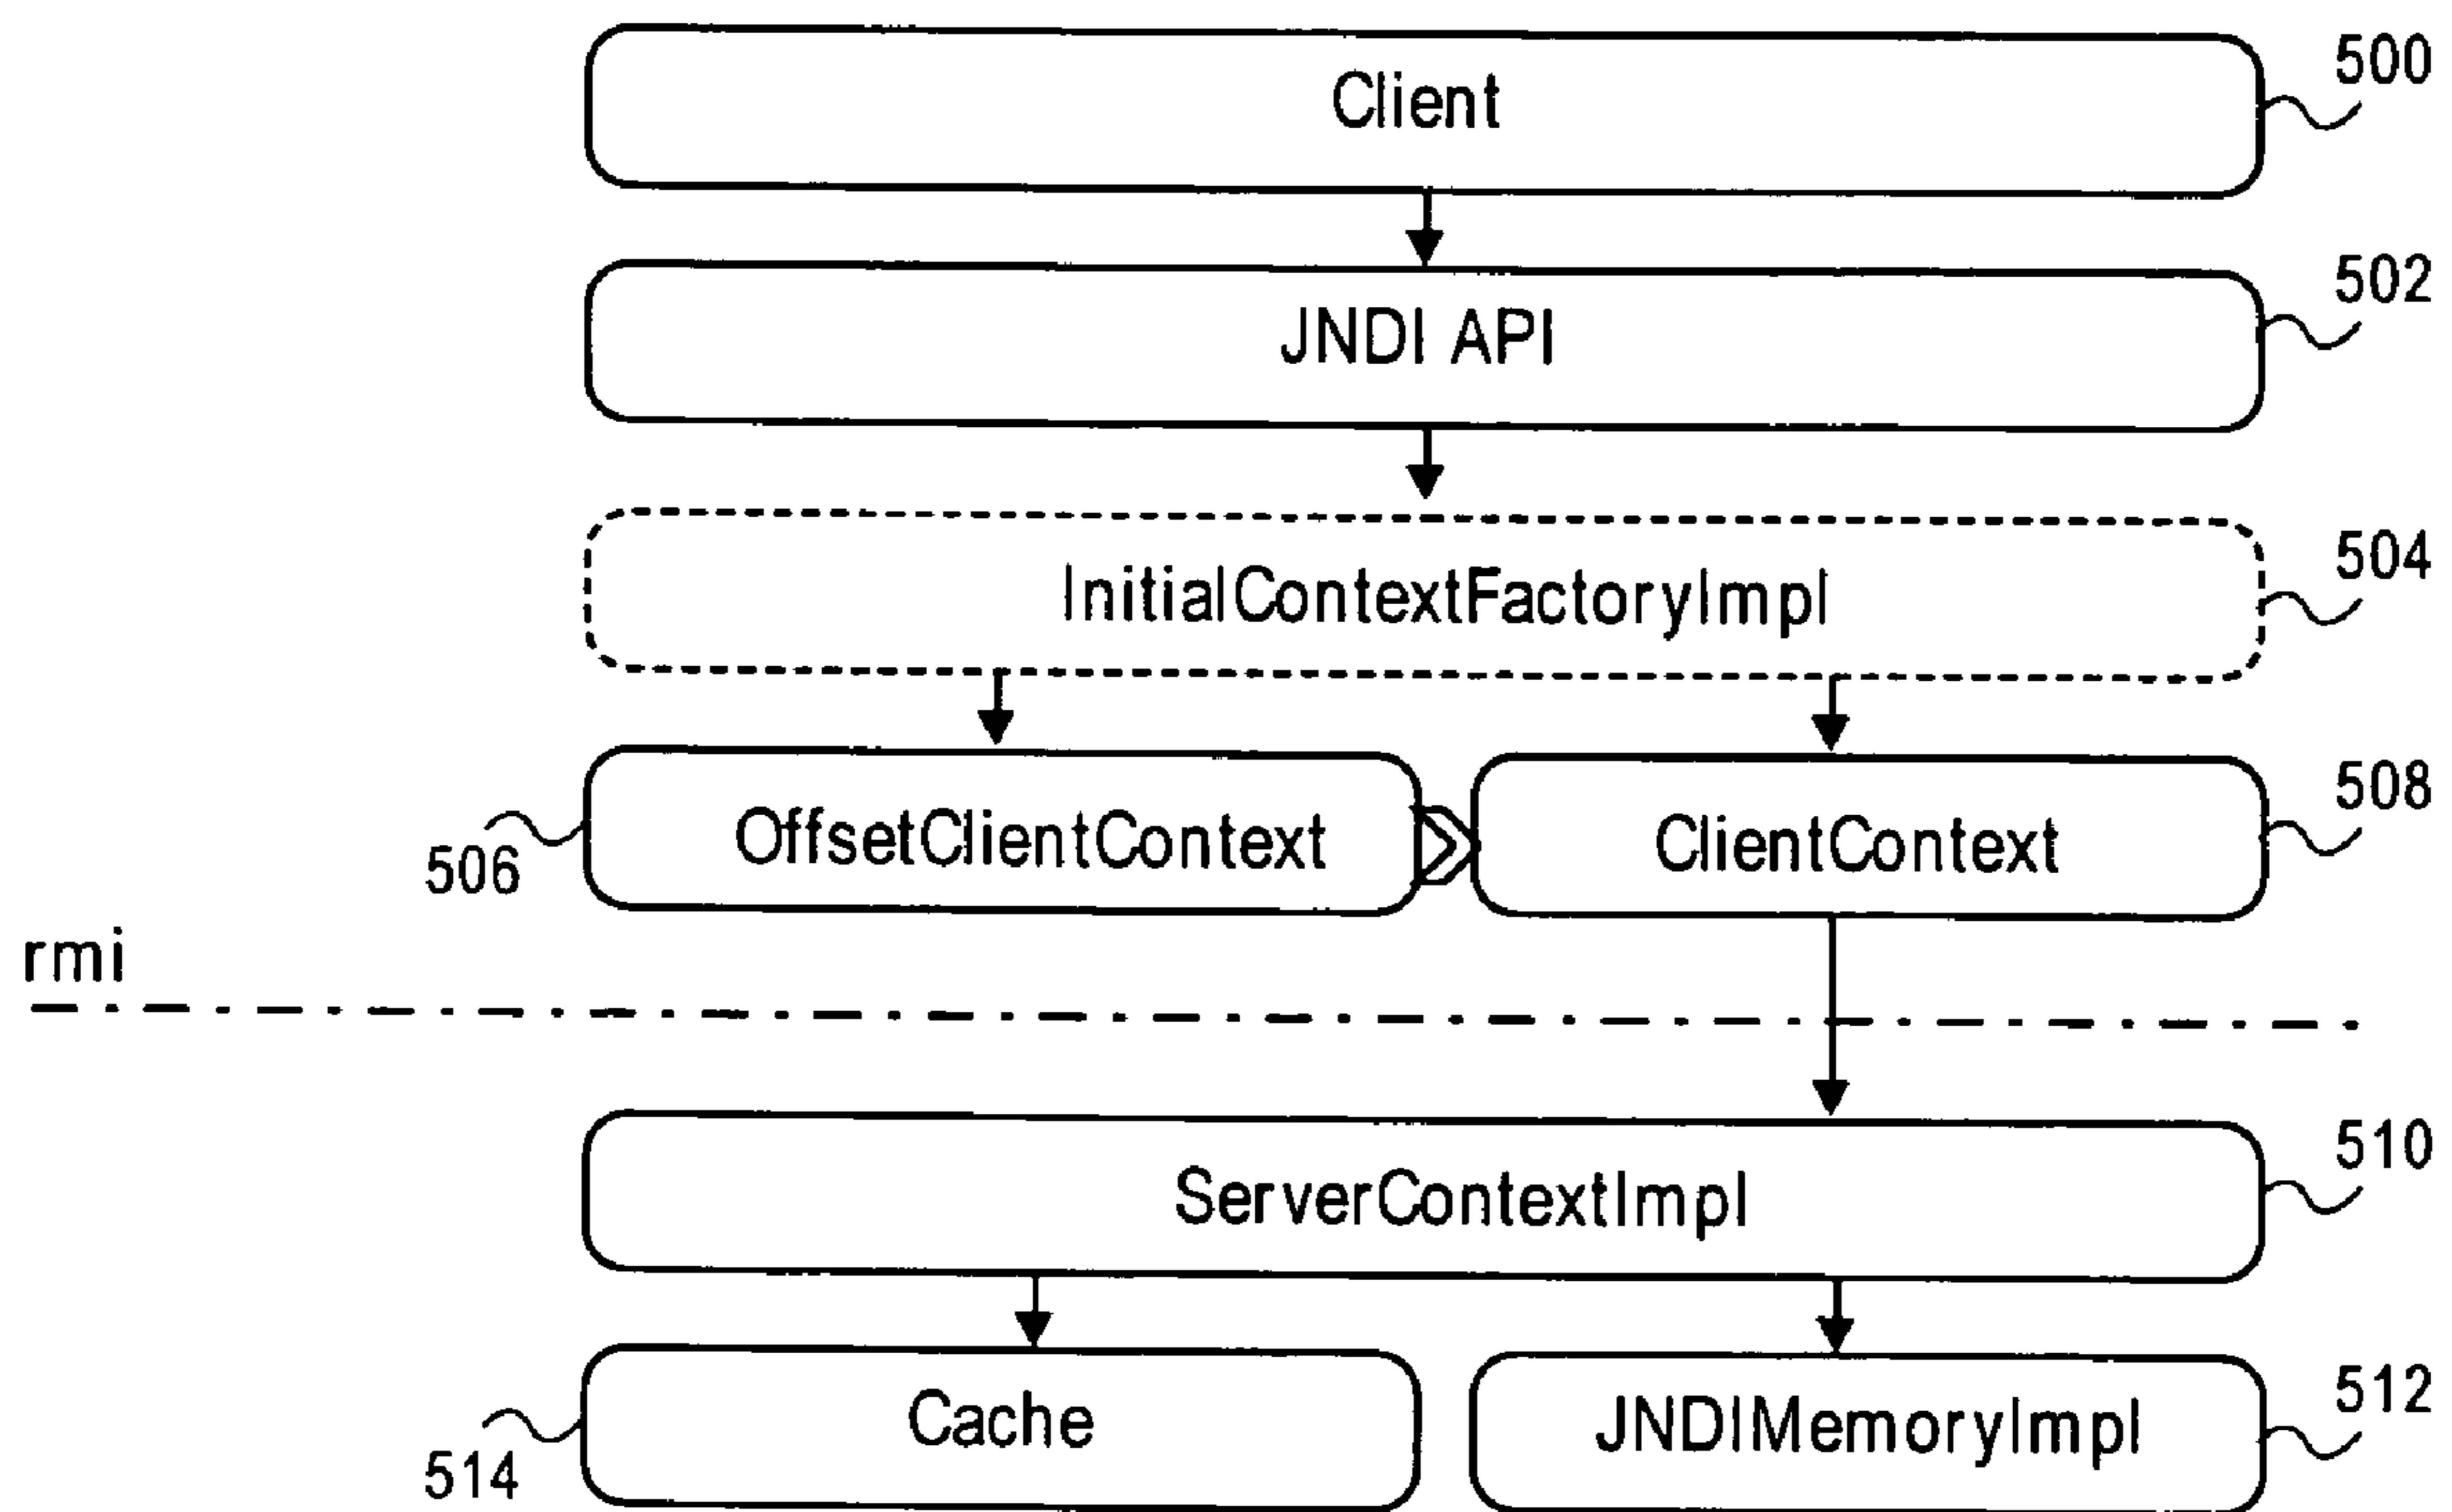 Client
500
JNDI API
502
InitialContextFactoryImpl
504
OffsetClientContext
506
ClientContext
508
rmi
ServerContextImpl
510
Cache
514
JNDIMemoryImpl
512